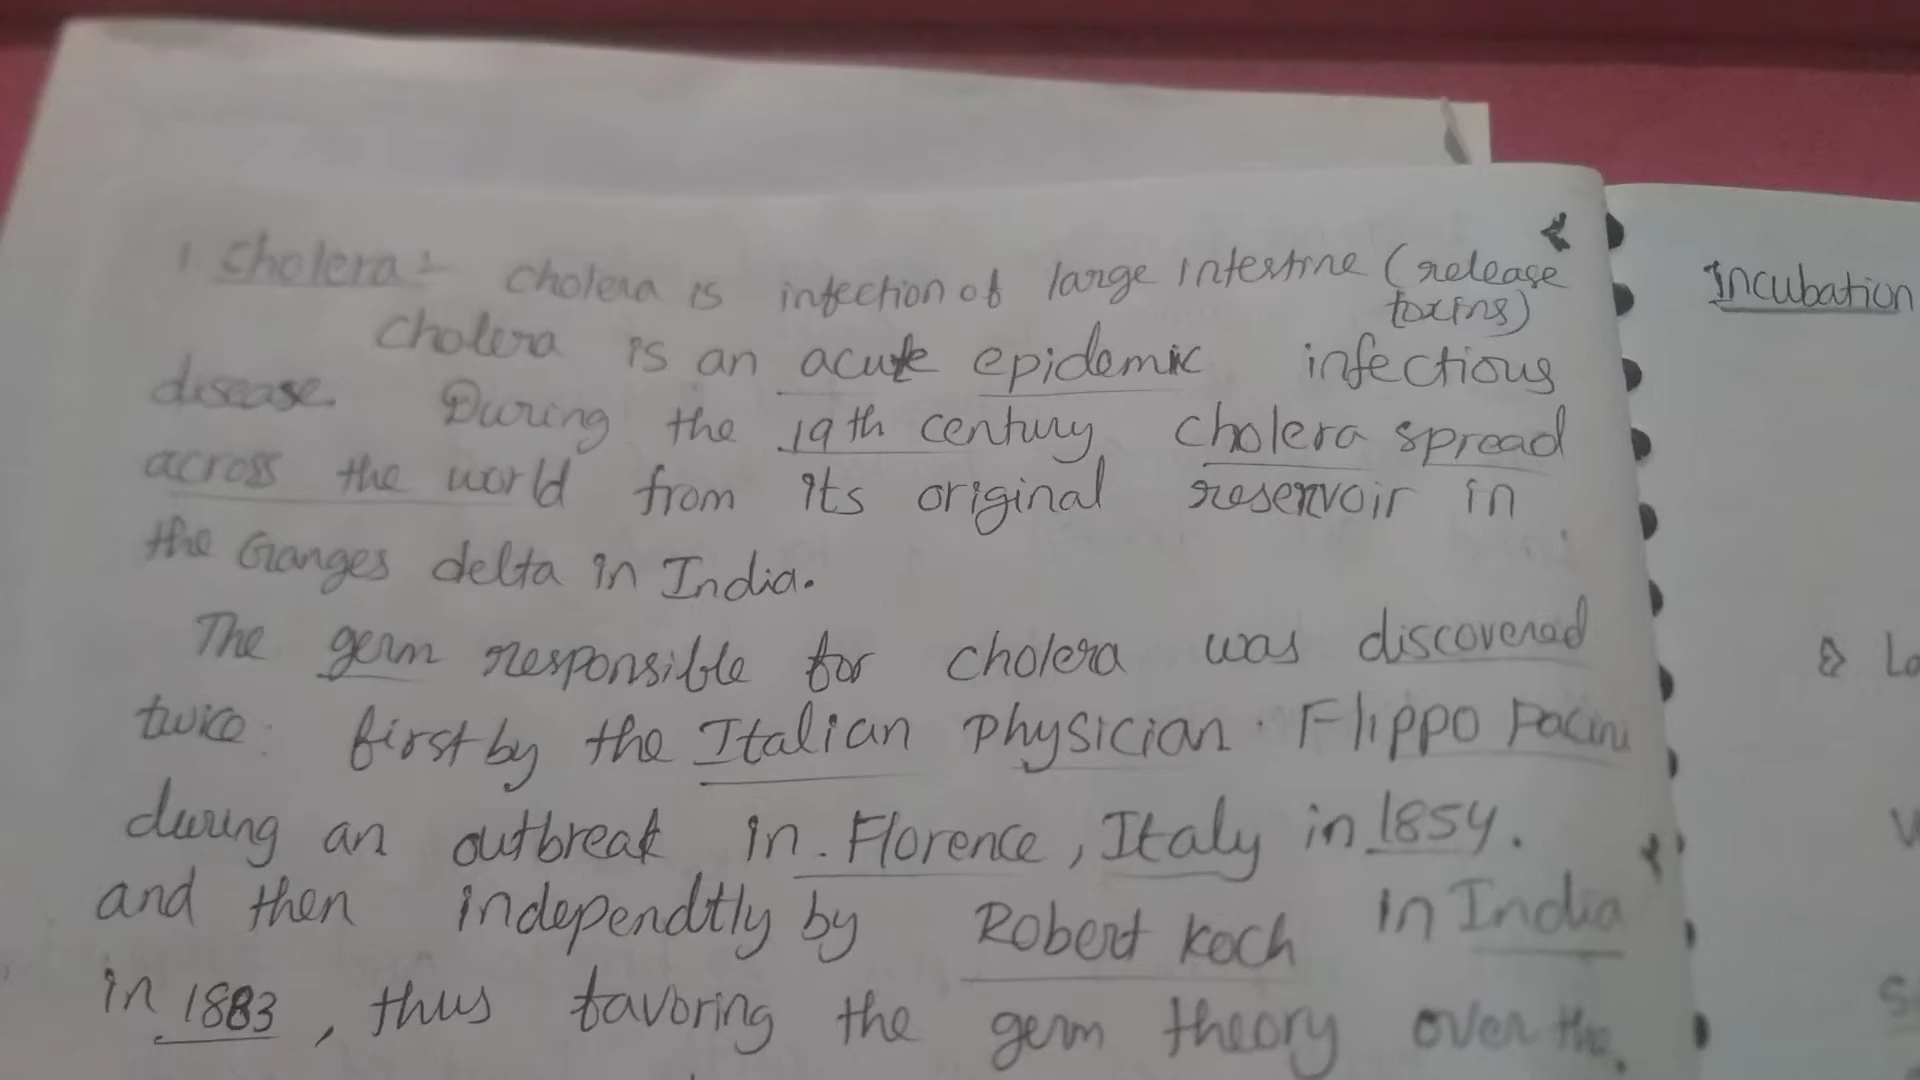 1. Cholera :- cholera is infection of large intestine (release
toxins)
Cholera is an acute epidemic infectious
disease. During the 19th century cholera spread
across the world from its original reservoir in
the Ganges delta in India.
The germ responsible for cholera was discovered
twice: first by the Italian Physician Flippo Pacini
during an outbreak in Florence, Italy in 1854.
and then independtly by Robert Koch in India
in 1883, thus favoring the germ theory over the
Incubation